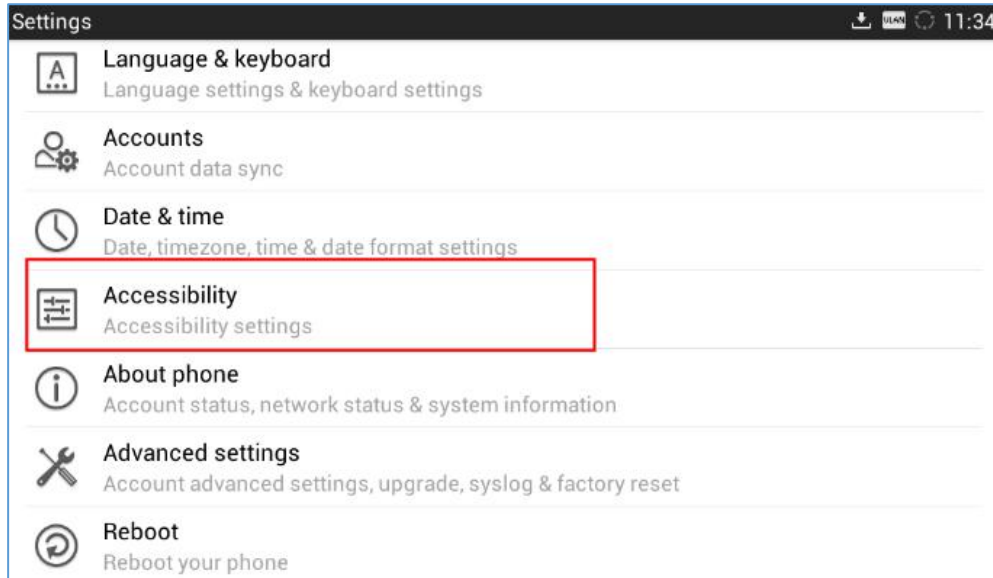 Settings
VLAN
11:34
A
Language & keyboard
Language settings & keyboard settings
Accounts
Account data sync
Date & time
Date, timezone, time & date format settings
Accessibility
Accessibility settings
About phone
Account status, network status & system information
Advanced settings
Account advanced settings, upgrade, syslog & factory reset
Reboot
Reboot your phone